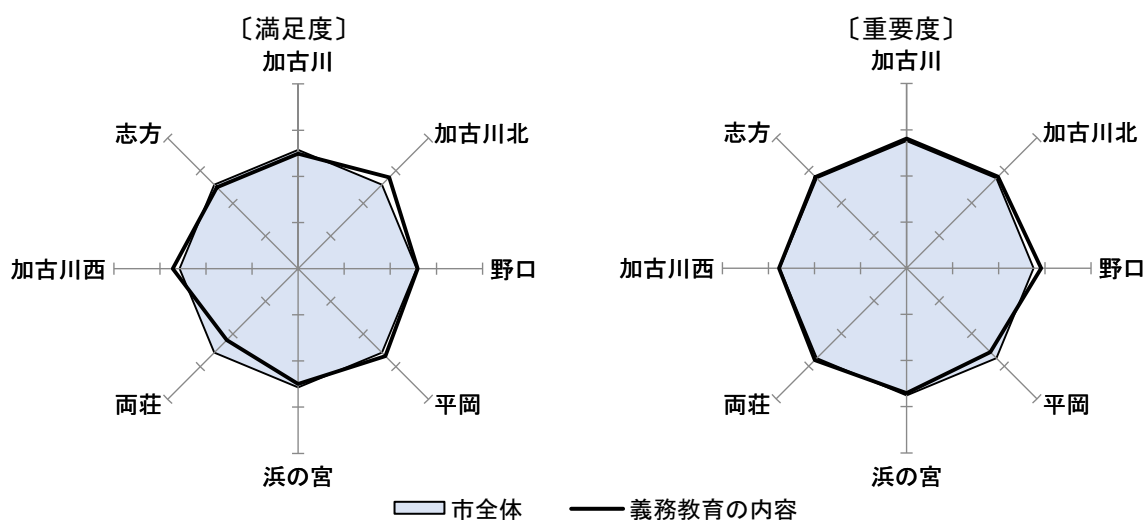 〔満足度〕
加古川
加古川北
野口
平岡
浜の宮
両荘
加古川西
志方
〔重要度〕
加古川
加古川北
野口
平岡
浜の宮
両荘
加古川西
志方
市全体
義務教育の内容